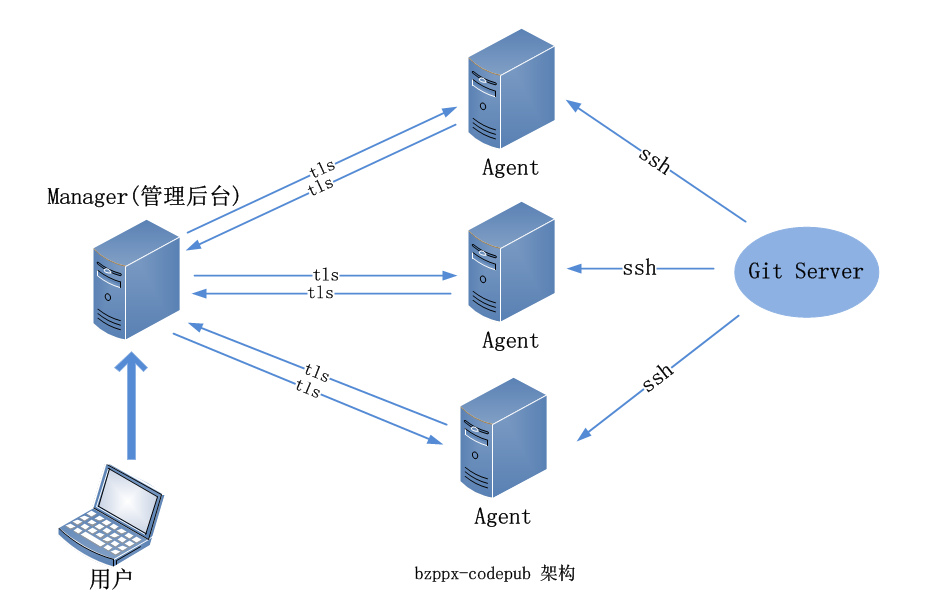 Agent
ssh
tls
tls
Manager(管理后台)
Git Server
ssh
tls
tls
Agent
tls
tls
ssh
Agent
bzppx-codepub 架构
用户